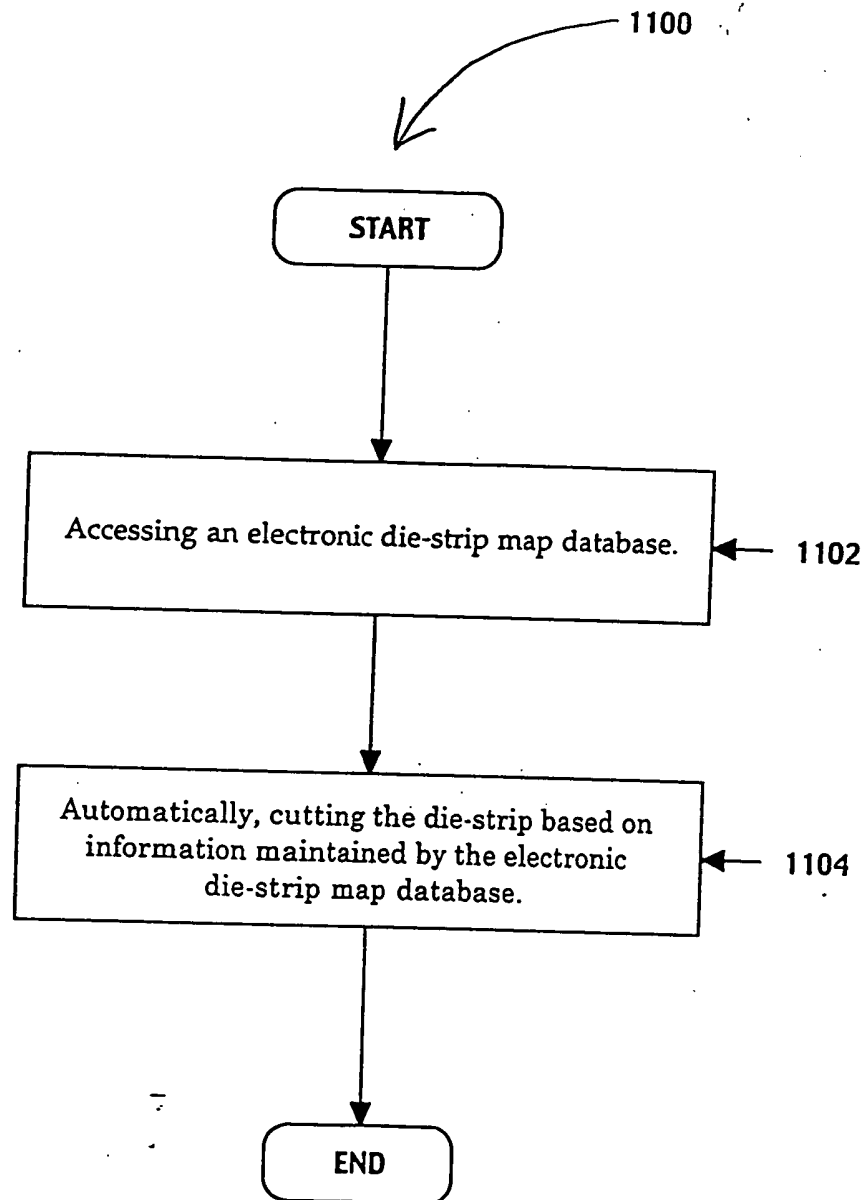 1100
START
Accessing an electronic die-strip map database.
1102
Automatically, cutting the die-strip based on
information maintained by the electronic
die-strip map database.
1104
END